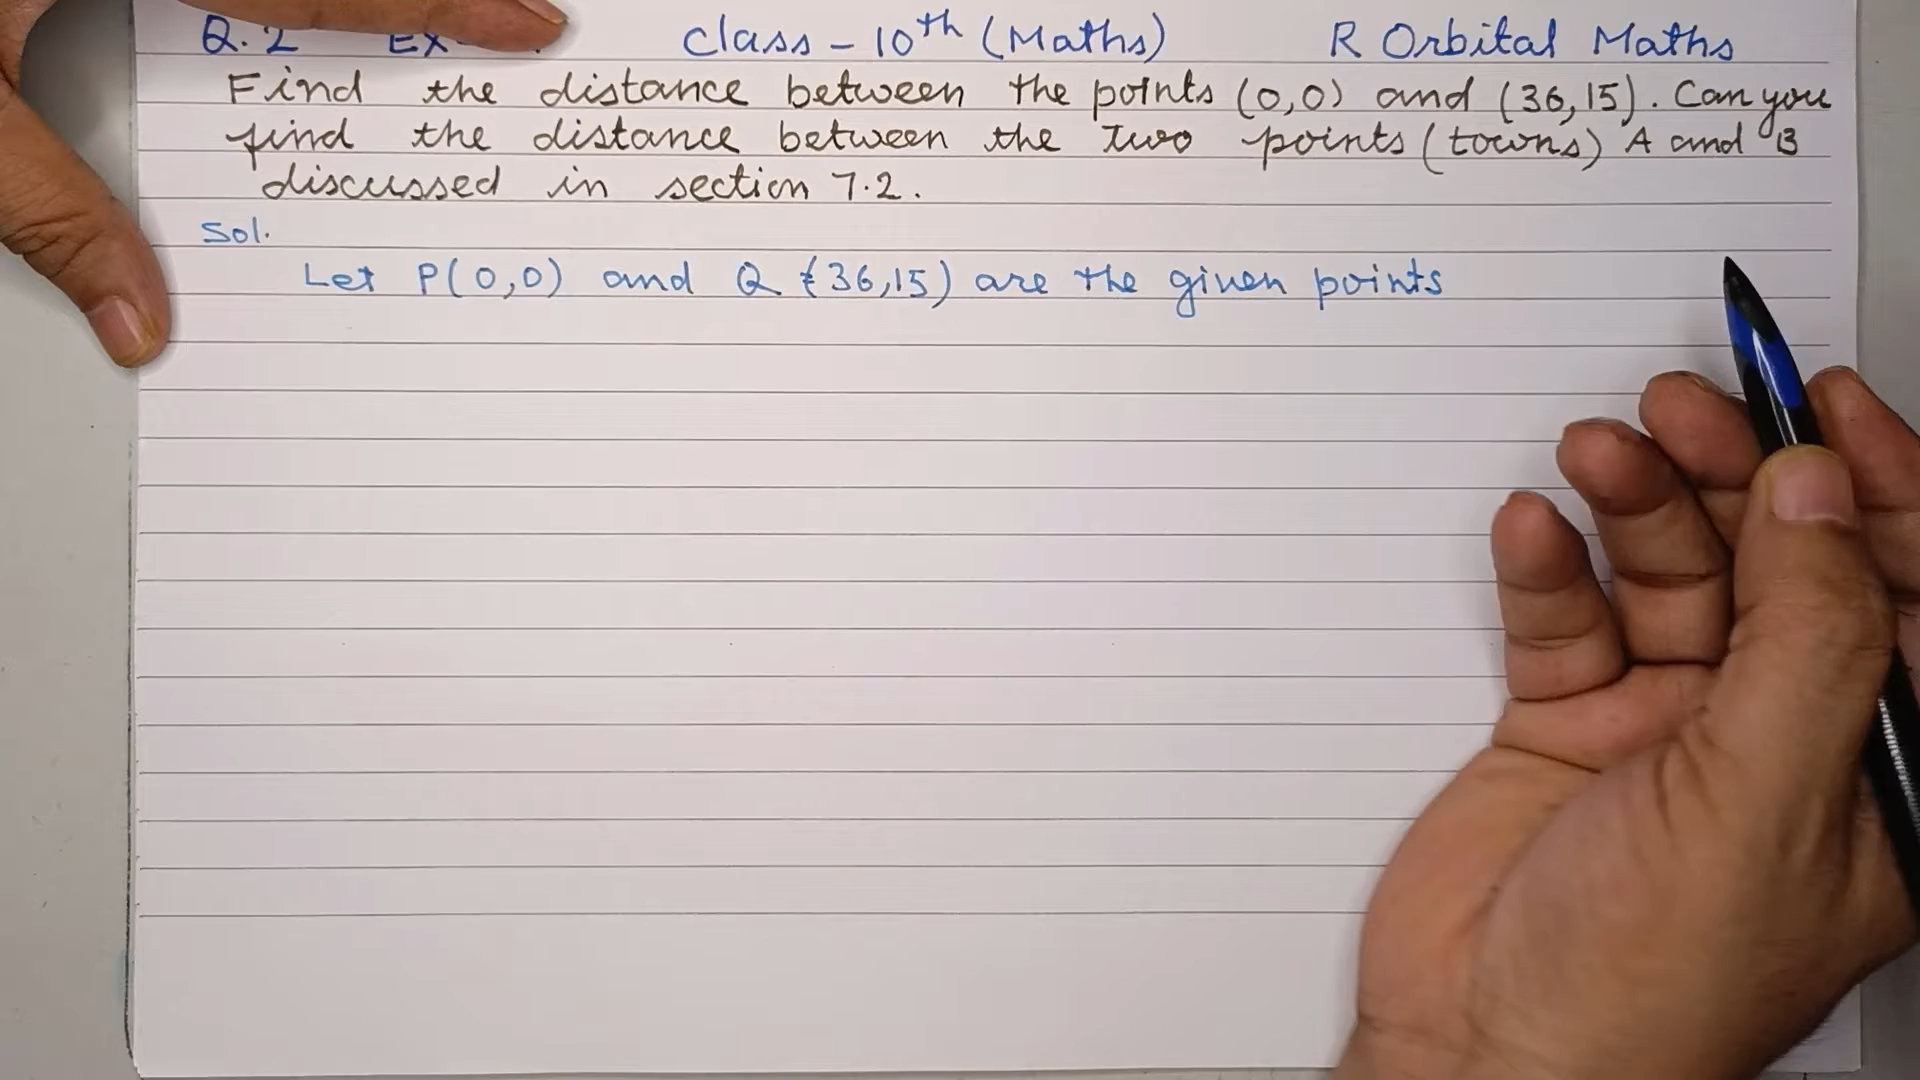 Q.2 Ex Class - 10th (Maths) R Orbital Maths
Find the distance between the points (0,0) and (36,15). Can you
find the distance between the two points (towns) A and B
discussed in section 7.2.
Sol.
Let P(0,0) and Q (36,15) are the given points